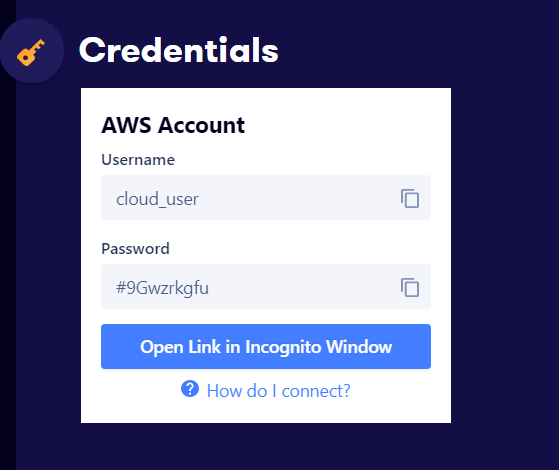 Credentials
AWS Account
Username
cloud_user
Password
#9Gwzrkgfu
Open Link in Incognito Window
How do I connect?